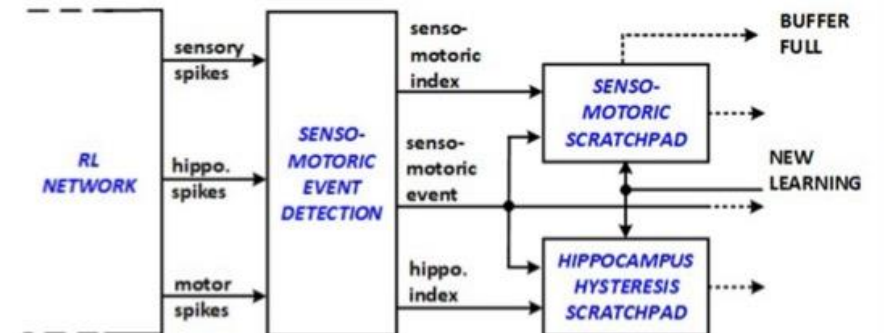 RL
NETWORK
sensory
spikes
hippo.
spikes
motor
spikes
SENSO-
MOTORIC
EVENT
DETECTION
senso-
motoric
index
senso-
motoric
event
hippo.
index
SENSO-
MOTORIC
SCRATCHPAD
HIPPOCAMPUS
HYSTERESIS
SCRATCHPAD
BUFFER
FULL
NEW
LEARNING